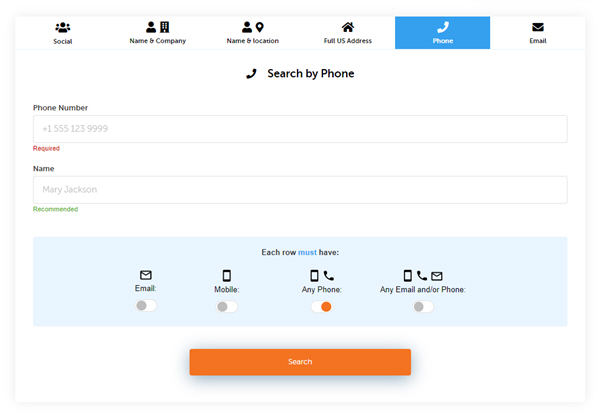 Social
Name & Company
Name & location
Full US Address
Phone
Email
Search by Phone
Phone Number
+1 555 123 9999
Required
Name
Mary Jackson
Recommended
Each row must have:
Email:
Mobile:
Any Phone:
Any Email and/or Phone:
Search